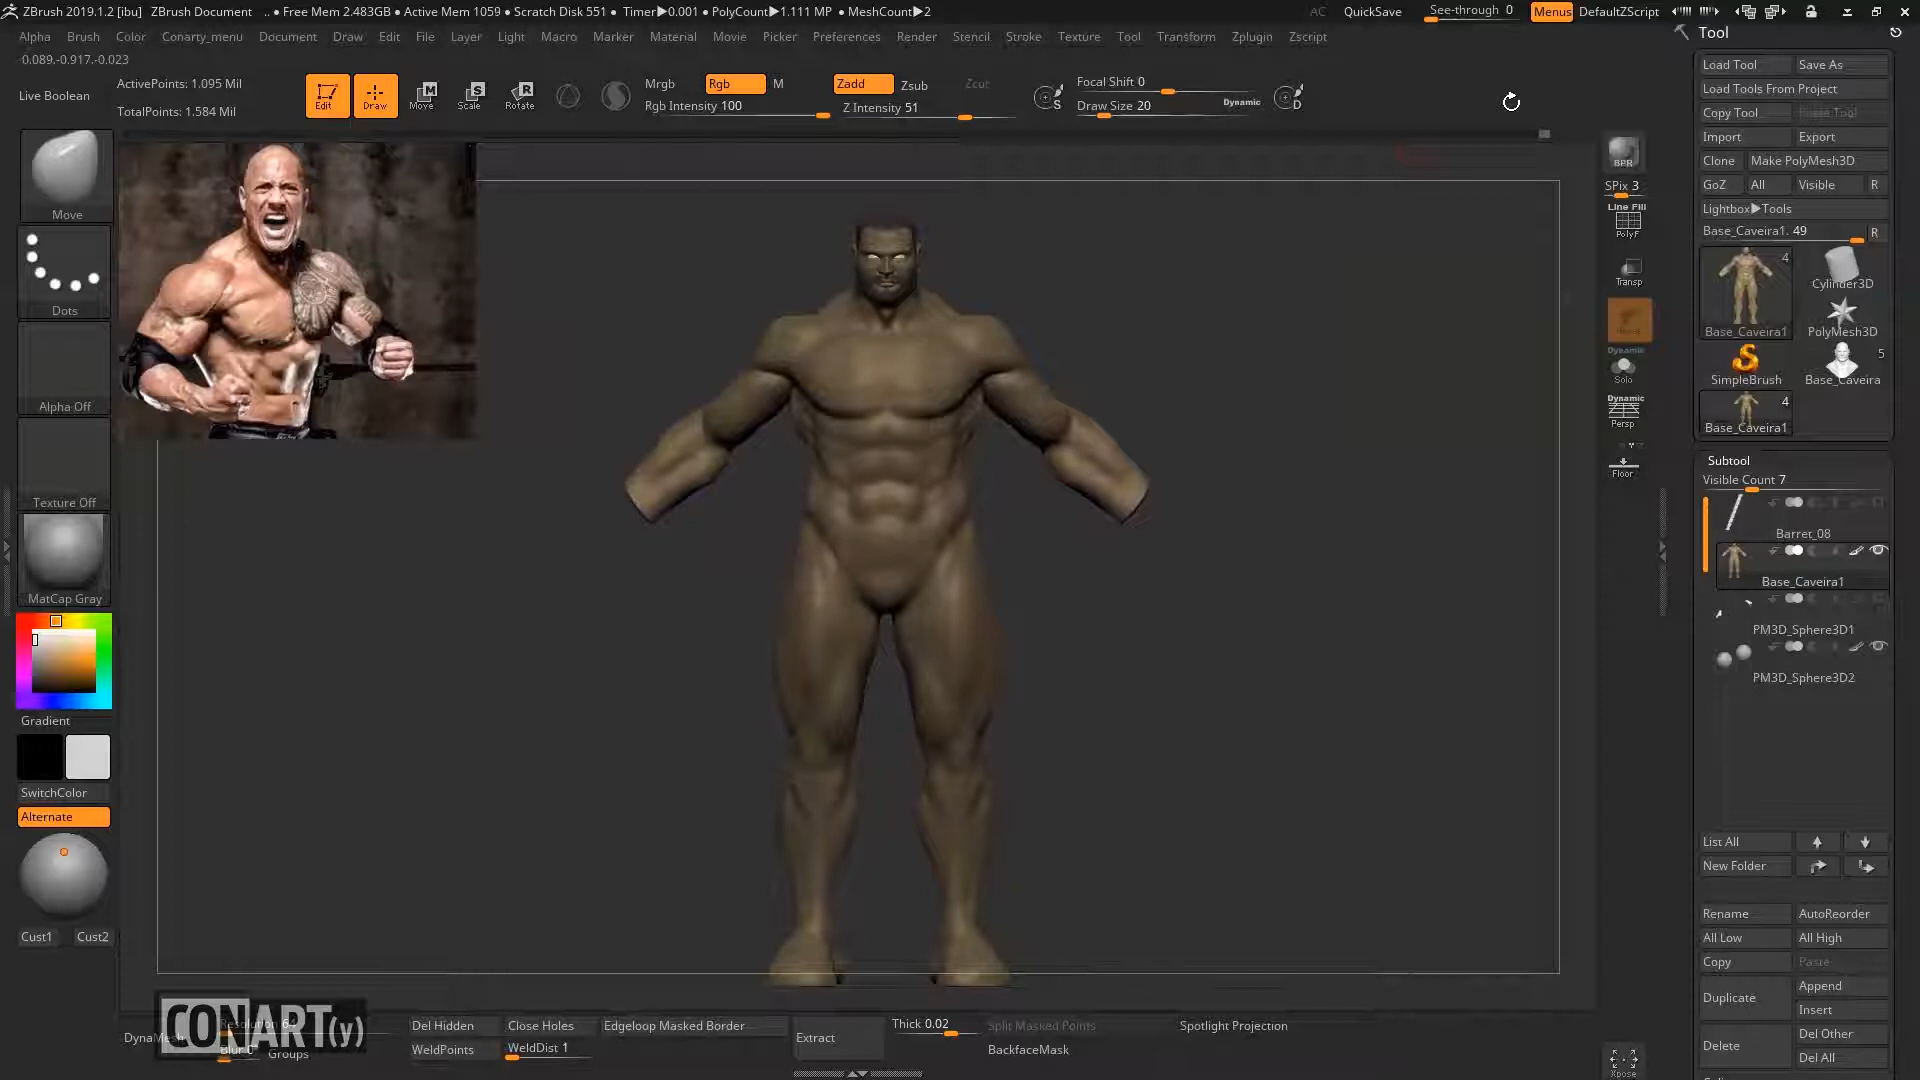 ZBrush 2019.1.2 [ibu] ZBrush Document .. ● Free Mem 2.483GB ● Active Mem 1059 ● Scratch Disk 551 ● Timer▶0.001 ● PolyCount▶1.111 MP ● MeshCount▶2 AC QuickSave See-through 0 Menus DefaultZScript
Alpha Brush Color Conarty_menu Document Draw Edit File Layer Light Macro Marker Material Movie Picker Preferences Render Stencil Stroke Texture Tool Transform Zplugin Zscript
Tool
-0.089,-0.917,-0.023
Live Boolean
ActivePoints: 1.095 Mil
TotalPoints: 1.584 Mil
Edit Draw Move Scale Rotate
Mrgb Rgb M
Rgb Intensity 100
Zadd Zsub Zcut
Z Intensity 51
S
Focal Shift 0
Draw Size 20 Dynamic
D
Move
Dots
Alpha Off
Texture Off
MatCap Gray
Gradient
SwitchColor
Alternate
Cust1 Cust2
BPR
SPix 3
Line Fill
PolyF
Transp
Dynamic
Solo
Dynamic
Persp
Floor
Xpose
Load Tool Save As
Load Tools From Project
Copy Tool Paste Tool
Import Export
Clone Make PolyMesh3D
GoZ All Visible R
Lightbox▶Tools
Base_Caveira1. 49 R
4
Base_Caveira1
Cylinder3D
PolyMesh3D
SimpleBrush
5
Base_Caveira
4
Base_Caveira1
Subtool
Visible Count 7
Barret_08
Base_Caveira1
PM3D_Sphere3D1
PM3D_Sphere3D2
List All
New Folder
Rename AutoReorder
All Low All High
Copy Paste
Duplicate Append
Insert
Delete Del Other
Del All
CONART(y)
Resolution 64
Blur 0 Groups
Del Hidden Close Holes Edgeloop Masked Border
WeldPoints WeldDist 1
Extract
Thick 0.02 Split Masked Points Spotlight Projection
BackfaceMask